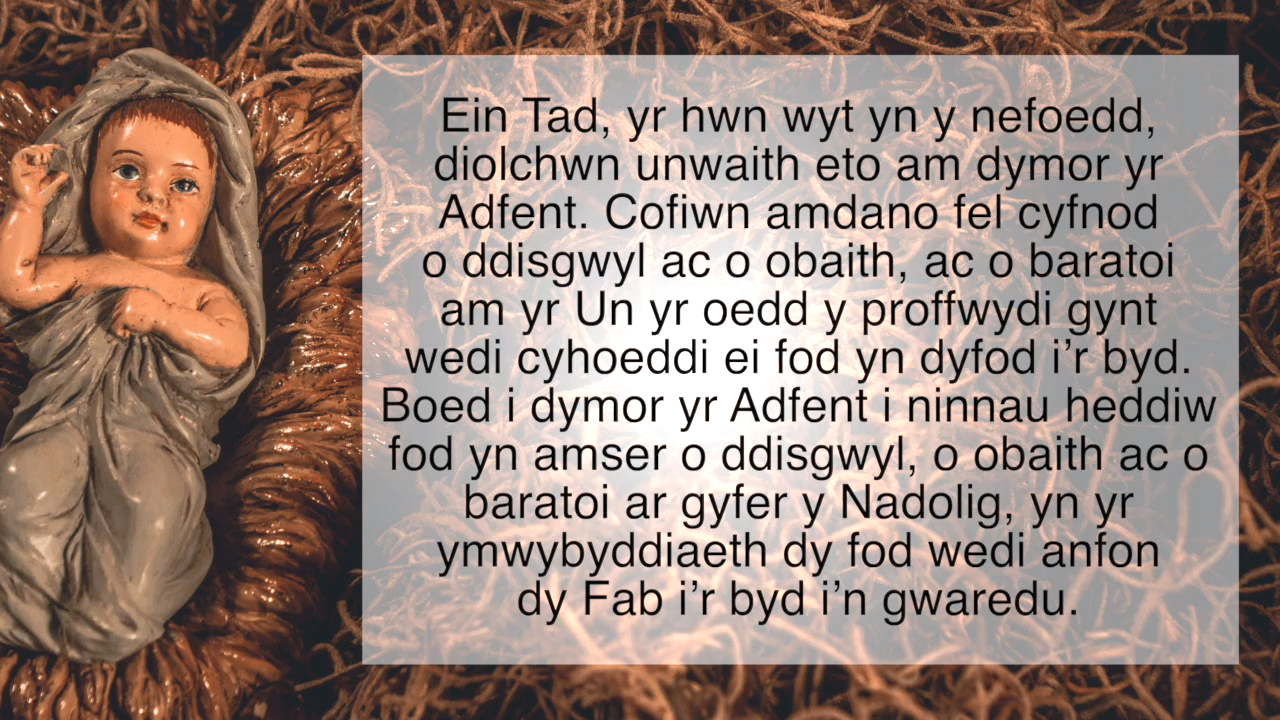 Ein Tad, yr hwn wyt yn y nefoedd,
diolchwn unwaith eto am dymor yr
Adfent. Cofiwn amdano fel cyfnod
o ddisgwyl ac o obaith, ac o baratoi
am yr Un yr oedd y proffwydi gynt
wedi cyhoeddi ei fod yn dyfod i’r byd.
Boed i dymor yr Adfent i ninnau heddiw
fod yn amser o ddisgwyl, o obaith ac o
baratoi ar gyfer y Nadolig, yn yr
ymwybyddiaeth dy fod wedi anfon
dy Fab i’r byd i’n gwaredu.